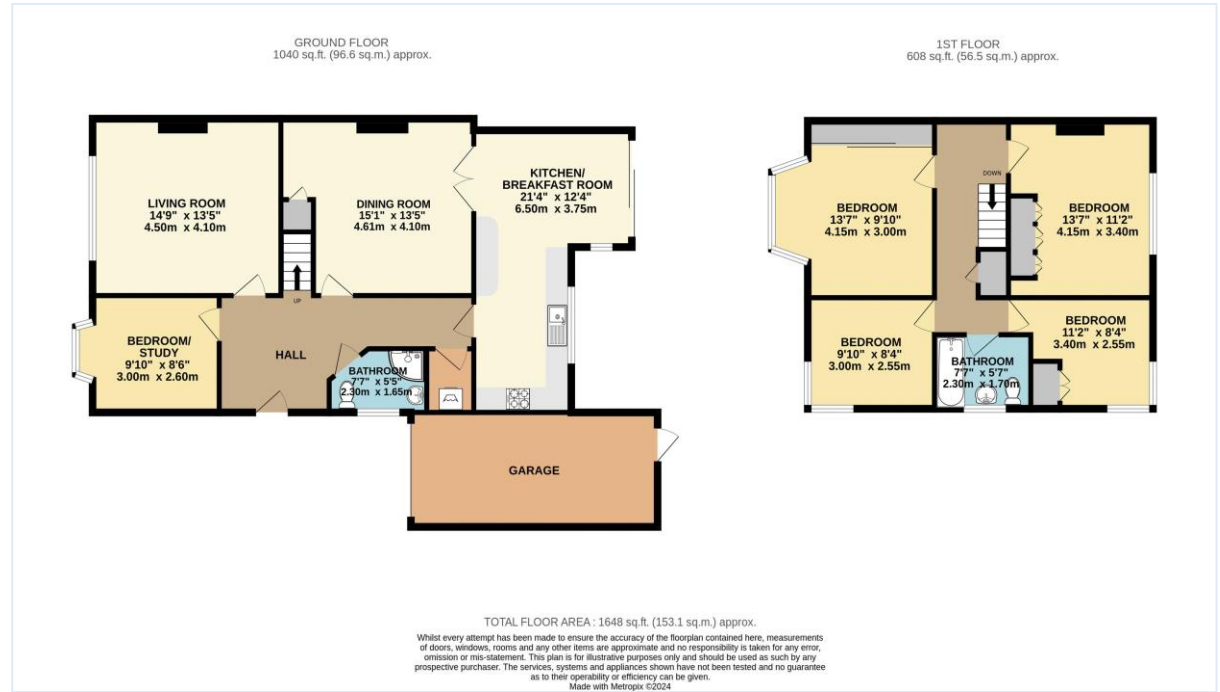 GROUND FLOOR
1040 sq.ft. (96.6 sq.m.) approx.
LIVING ROOM
14'9" x 13'5"
4.50m x 4.10m
DINING ROOM
15'1" x 13'5"
4.61m x 4.10m
KITCHEN/
BREAKFAST ROOM
21'4" x 12'4"
6.50m x 3.75m
UP
BEDROOM/
STUDY
9'10" x 8'6"
3.00m x 2.60m
HALL
BATHROOM
7'7" x 5'5"
2.30m x 1.65m
GARAGE
1ST FLOOR
608 sq.ft. (56.5 sq.m.) approx.
DOWN
BEDROOM
13'7" x 9'10"
4.15m x 3.00m
BEDROOM
13'7" x 11'2"
4.15m x 3.40m
BEDROOM
9'10" x 8'4"
3.00m x 2.55m
BATHROOM
7'7" x 5'7"
2.30m x 1.70m
BEDROOM
11'2" x 8'4"
3.40m x 2.55m
TOTAL FLOOR AREA : 1648 sq.ft. (153.1 sq.m.) approx.
Whilst every attempt has been made to ensure the accuracy of the floorplan contained here, measurements
of doors, windows, rooms and any other items are approximate and no responsibility is taken for any error,
omission or mis-statement. This plan is for illustrative purposes only and should be used as such by any
prospective purchaser. The services, systems and appliances shown have not been tested and no guarantee
as to their operability or efficiency can be given.
Made with Metropix ©2024